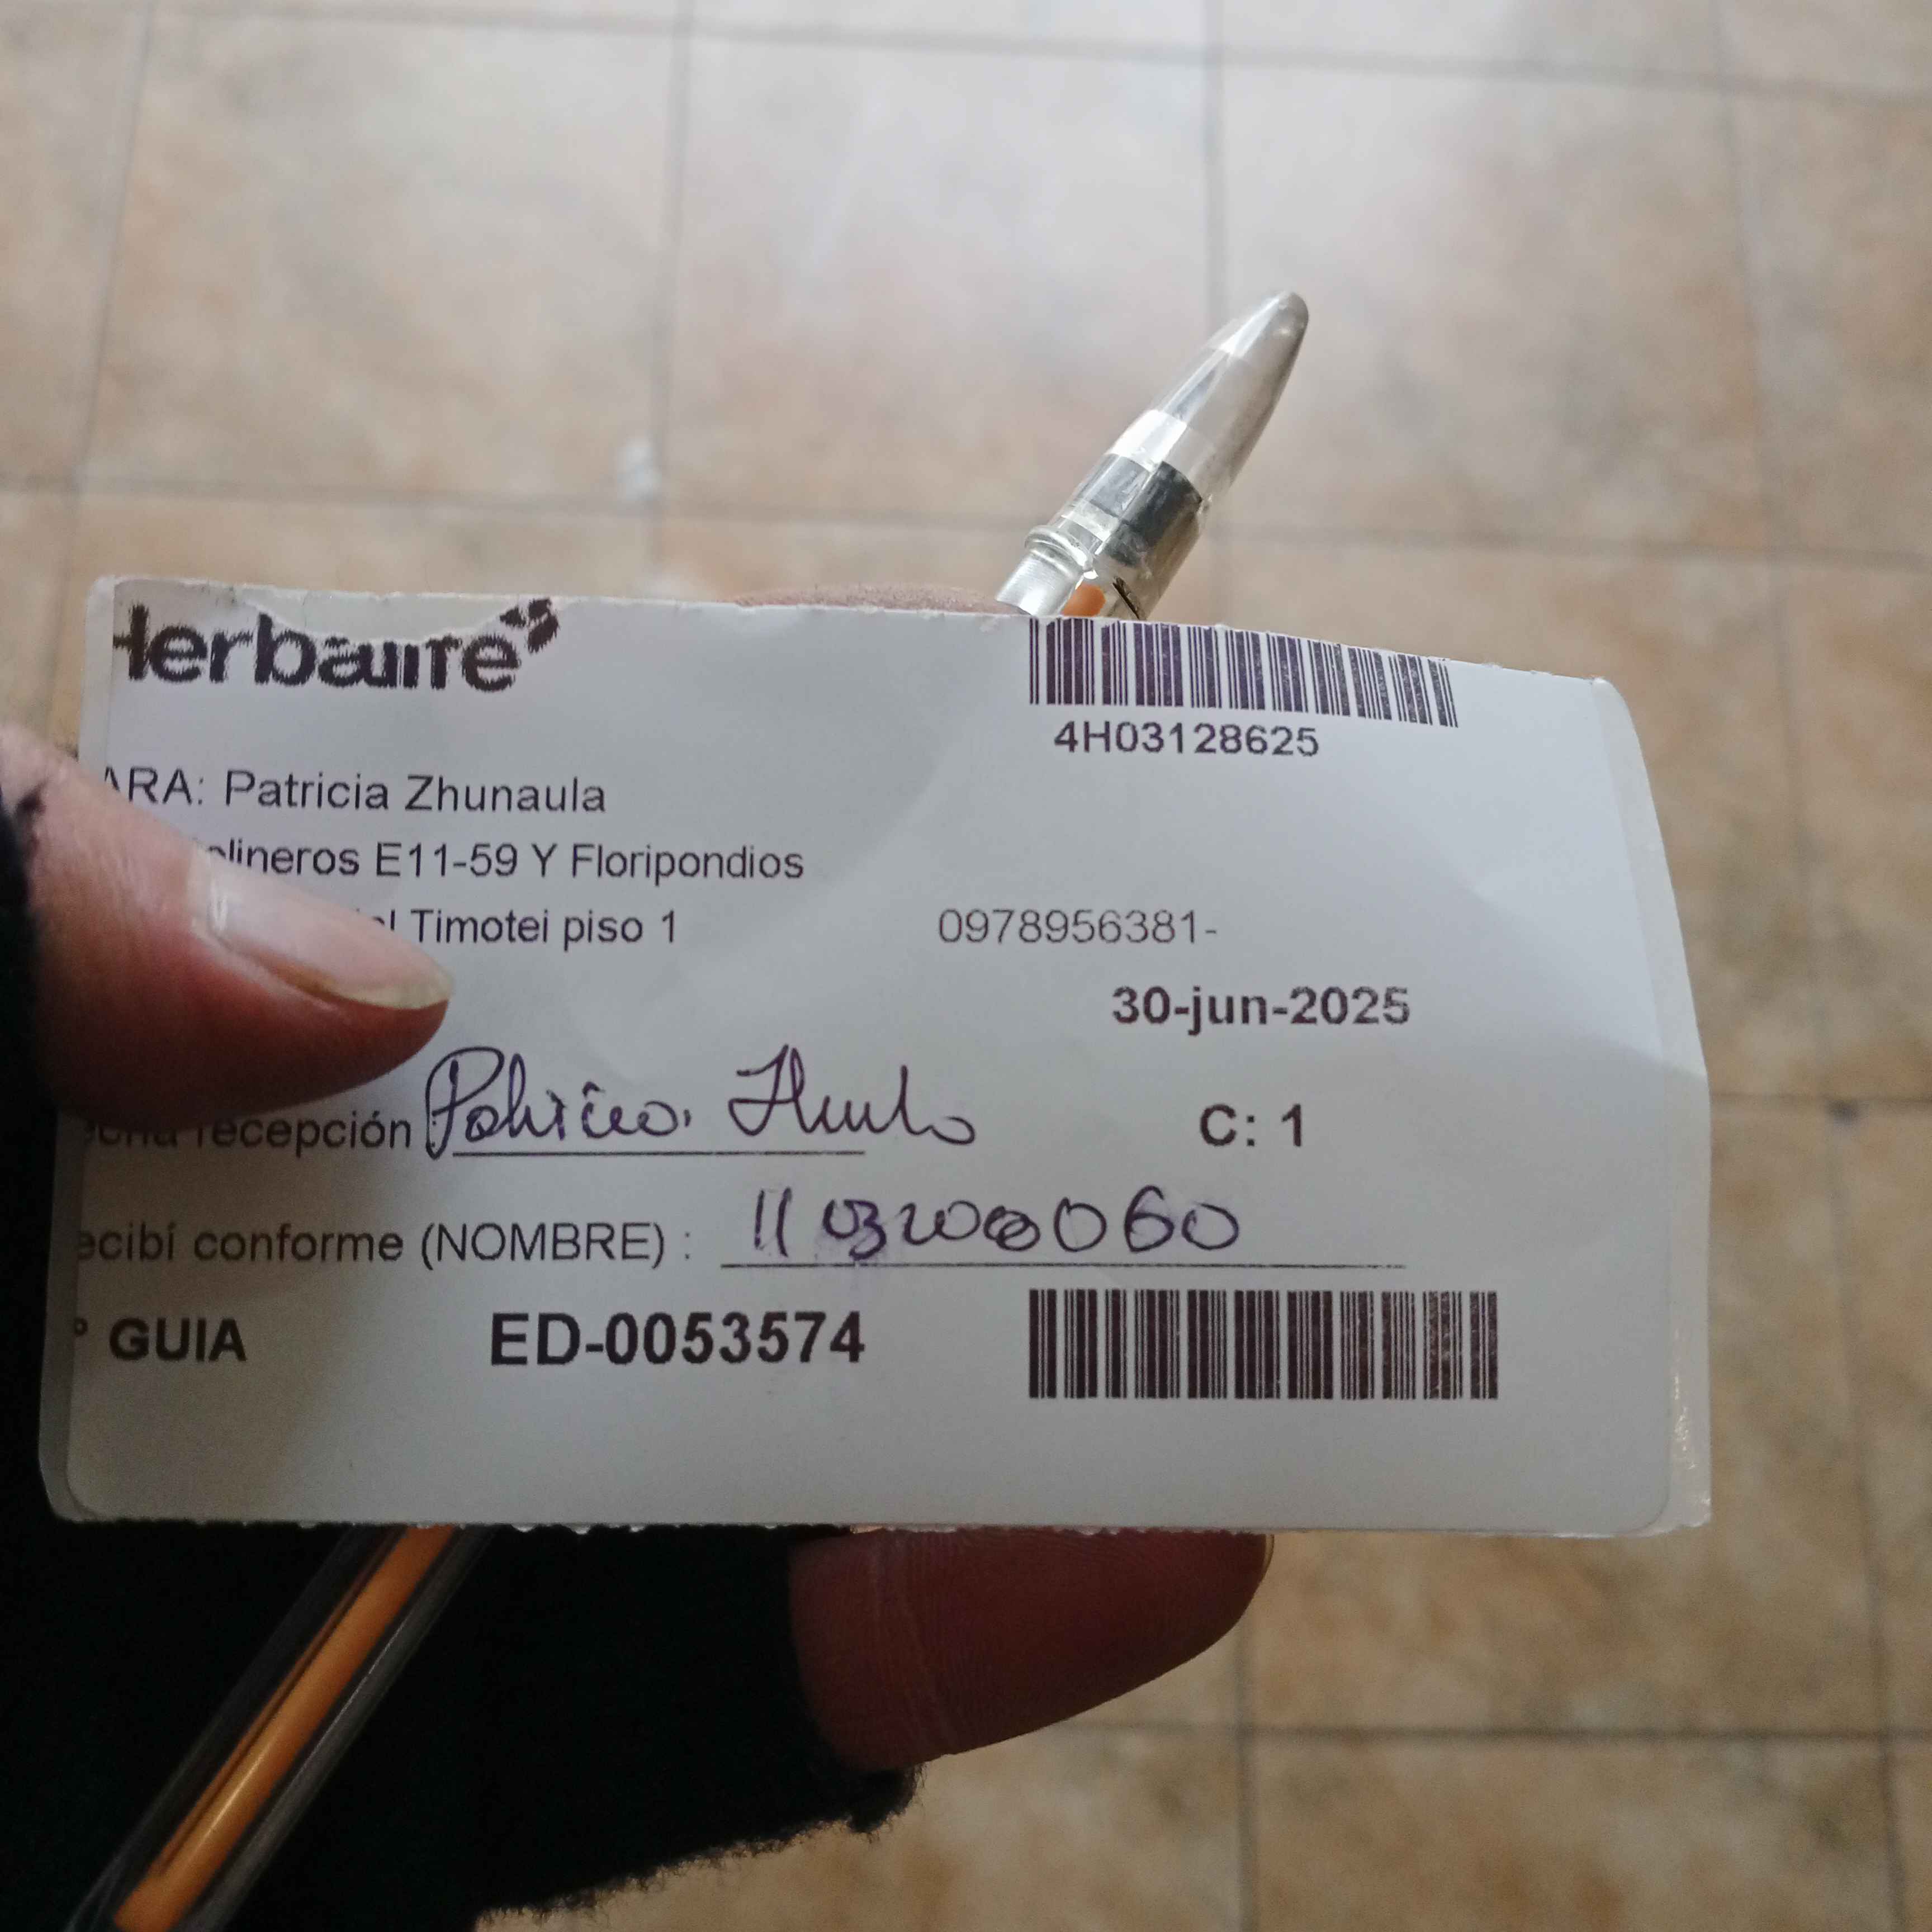 Herbalife
4H03128625
ARA: Patricia Zhunaula
olineros E11-59 Y Floripondios
Timotei piso 1 0978956381-
30-jun-2025
recepción C: 1
ecibí conforme (NOMBRE) :
° GUIA ED-0053574